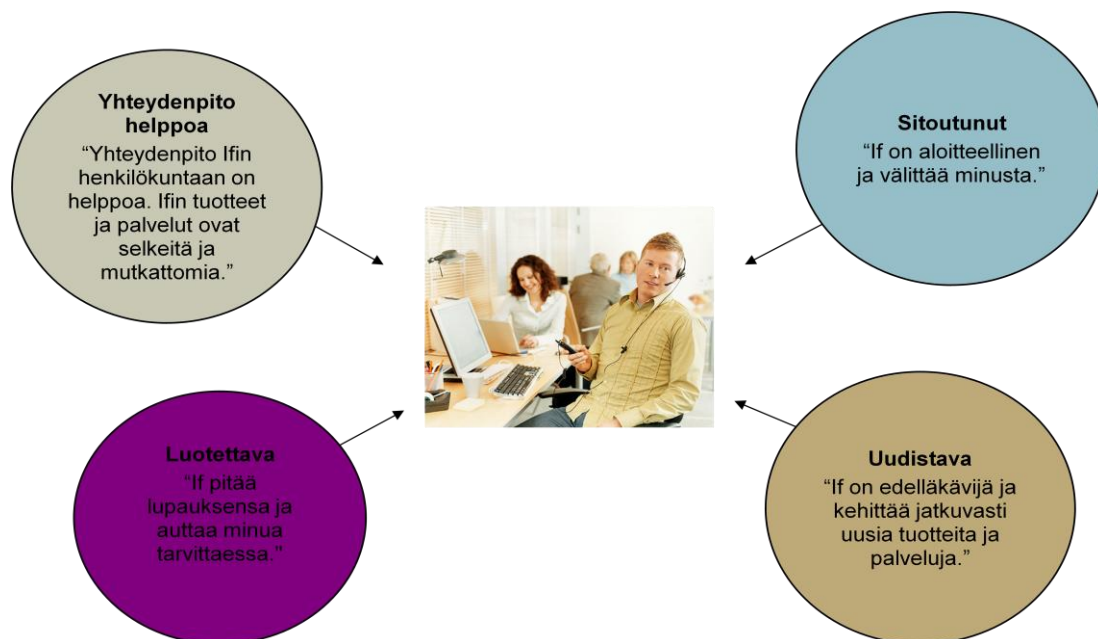 Yhteydenpito
helppoa
“Yhteydenpito Ifin
henkilökuntaan on
helppoa. Ifin tuotteet
ja palvelut ovat
selkeitä ja
mutkattomia.”
Sitoutunut
“If on aloitteellinen
ja välittää minusta.”
Luotettava
“If pitää
lupauksensa ja
auttaa minua
tarvittaessa.”
Uudistava
“If on edelläkävijä ja
kehittää jatkuvasti
uusia tuotteita ja
palveluja.”